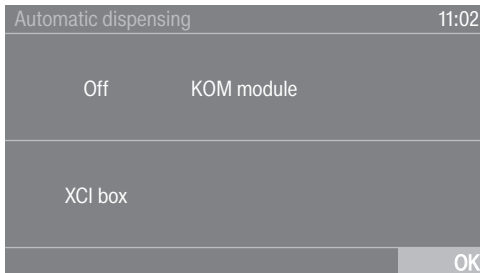 Automatic dispensing 11:02
Off KOM module
XCI box
OK